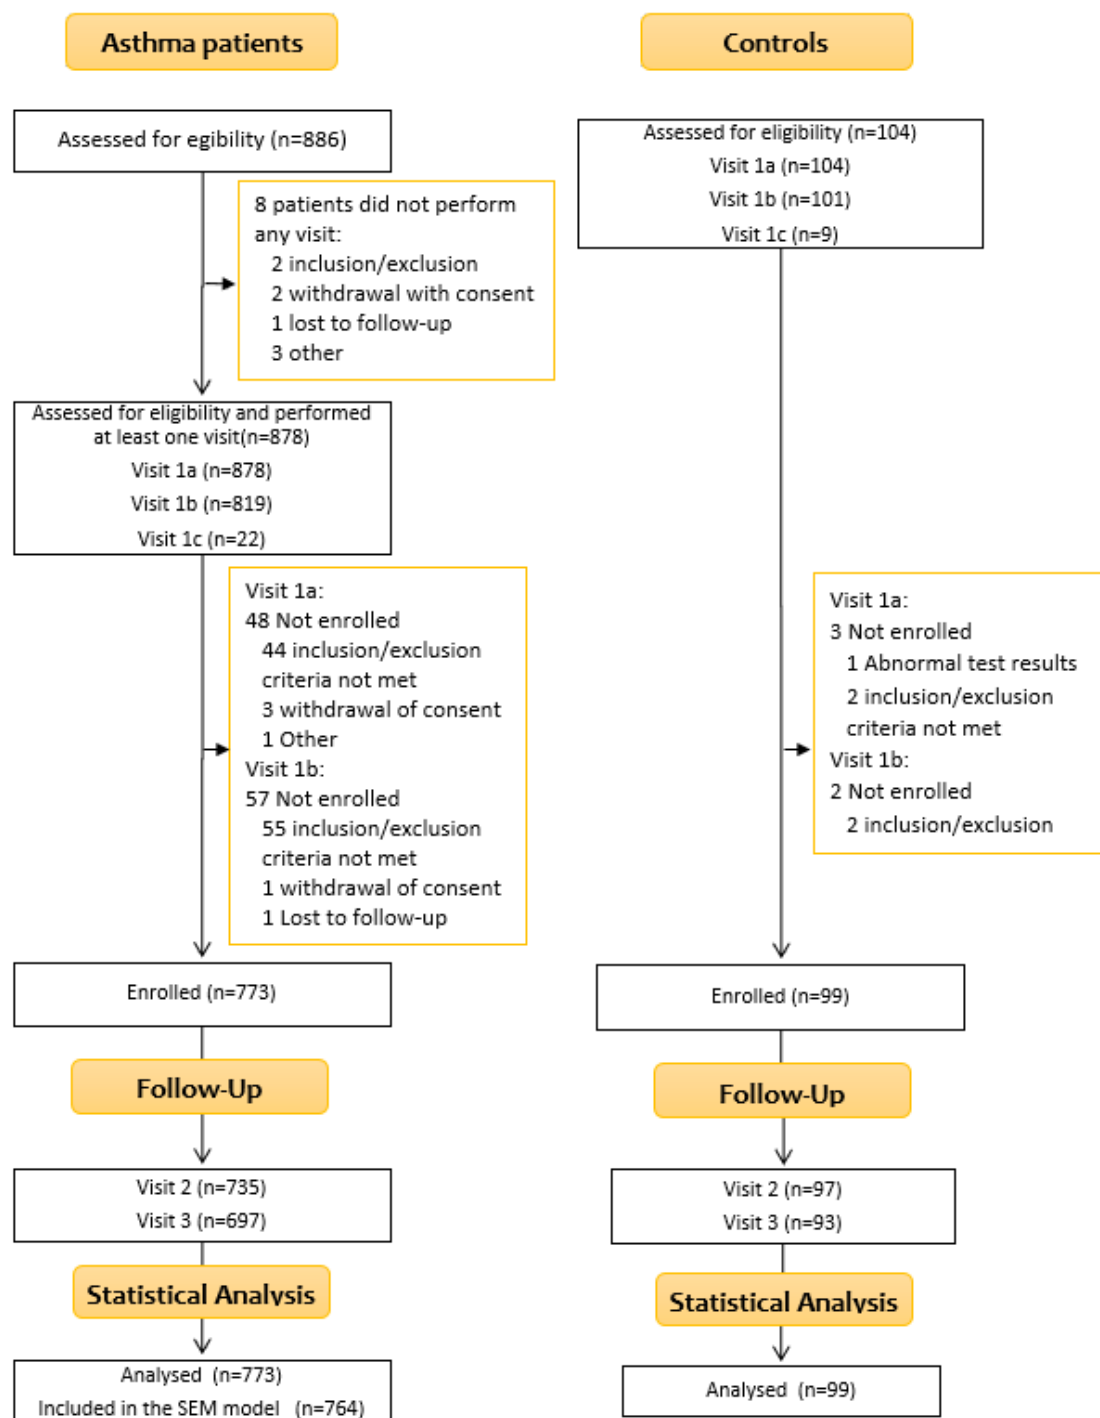 Asthma patients
Assessed for egibility (n=886)
8 patients did not perform
any visit:
2 inclusion/exclusion
2 withdrawal with consent
1 lost to follow-up
3 other
Assessed for eligibility and performed
at least one visit(n=878)
Visit 1a (n=878)
Visit 1b (n=819)
Visit 1c (n=22)
Visit 1a:
48 Not enrolled
44 inclusion/exclusion
criteria not met
3 withdrawal of consent
1 Other
Visit 1b:
57 Not enrolled
55 inclusion/exclusion
criteria not met
1 withdrawal of consent
1 Lost to follow-up
Enrolled (n=773)
Follow-Up
Visit 2 (n=735)
Visit 3 (n=697)
Statistical Analysis
Analysed (n=773)
Included in the SEM model (n=764)
Controls
Assessed for eligibility (n=104)
Visit 1a (n=104)
Visit 1b (n=101)
Visit 1c (n=9)
Visit 1a:
3 Not enrolled
1 Abnormal test results
2 inclusion/exclusion
criteria not met
Visit 1b:
2 Not enrolled
2 inclusion/exclusion
Enrolled (n=99)
Follow-Up
Visit 2 (n=97)
Visit 3 (n=93)
Statistical Analysis
Analysed (n=99)